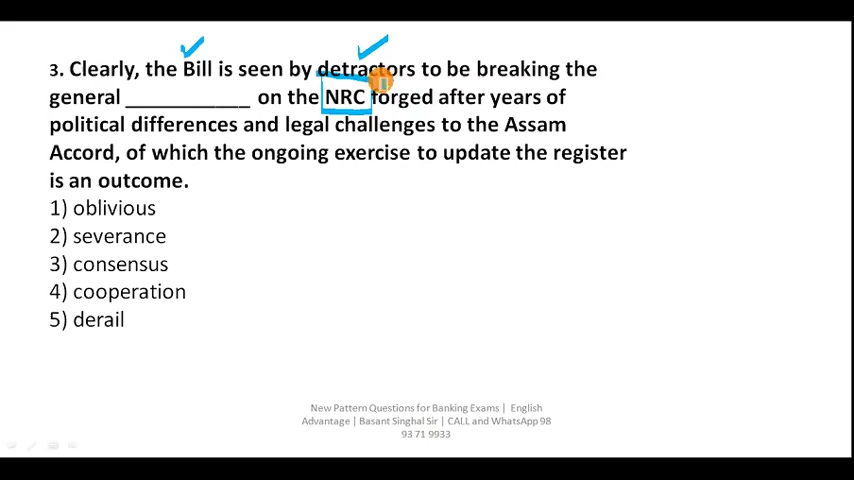 3. Clearly, the Bill is seen by detractors to be breaking the
general ___________ on the NRC forged after years of
political differences and legal challenges to the Assam
Accord, of which the ongoing exercise to update the register
is an outcome.
1) oblivious
2) severance
3) consensus
4) cooperation
5) derail
New Pattern Questions for Banking Exams | English
Advantage | Basant Singhal Sir | CALL and WhatsApp 98
93 71 9933